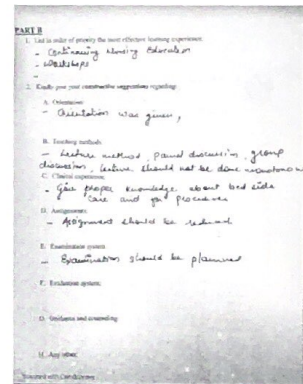 PART B
1. List in order of priority the most effective learning experience:
- Continuing Nursing Education
- Workshops
-
2. Kindly give your constructive suggestions regarding:
A. Orientation
- Orientation was given,
B. Teaching methods
- Lecture method, panel discussion, group
discussion, lecture should not be done monotonous
C. Clinical experience;
- Give proper knowledge about bed side
care and procedures
D. Assignments
- Assignment should be reduced
E. Examination system
- Examination should be planned
F. Evaluation system;
G. Guidance and counseling
H. Any other;
Scanned with CamScanner